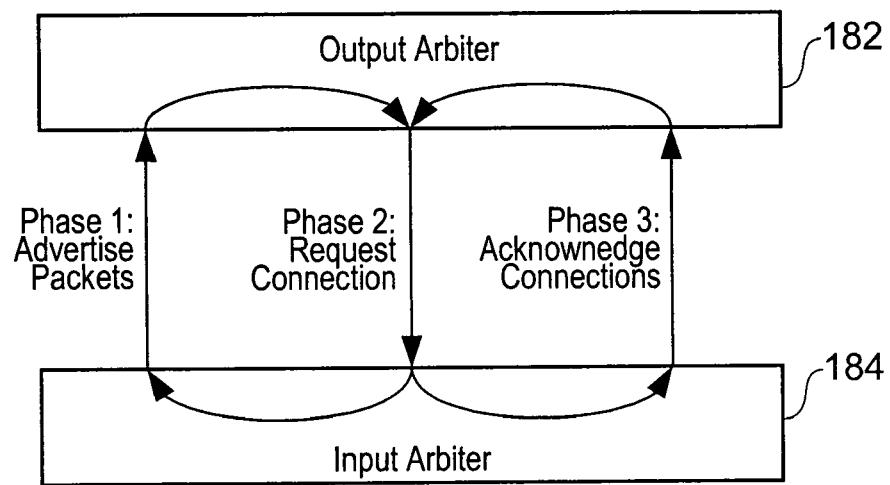 Output Arbiter
182
Phase 1:
Advertise
Packets
Phase 2:
Request
Connection
Phase 3:
Acknownedge
Connections
184
Input Arbiter